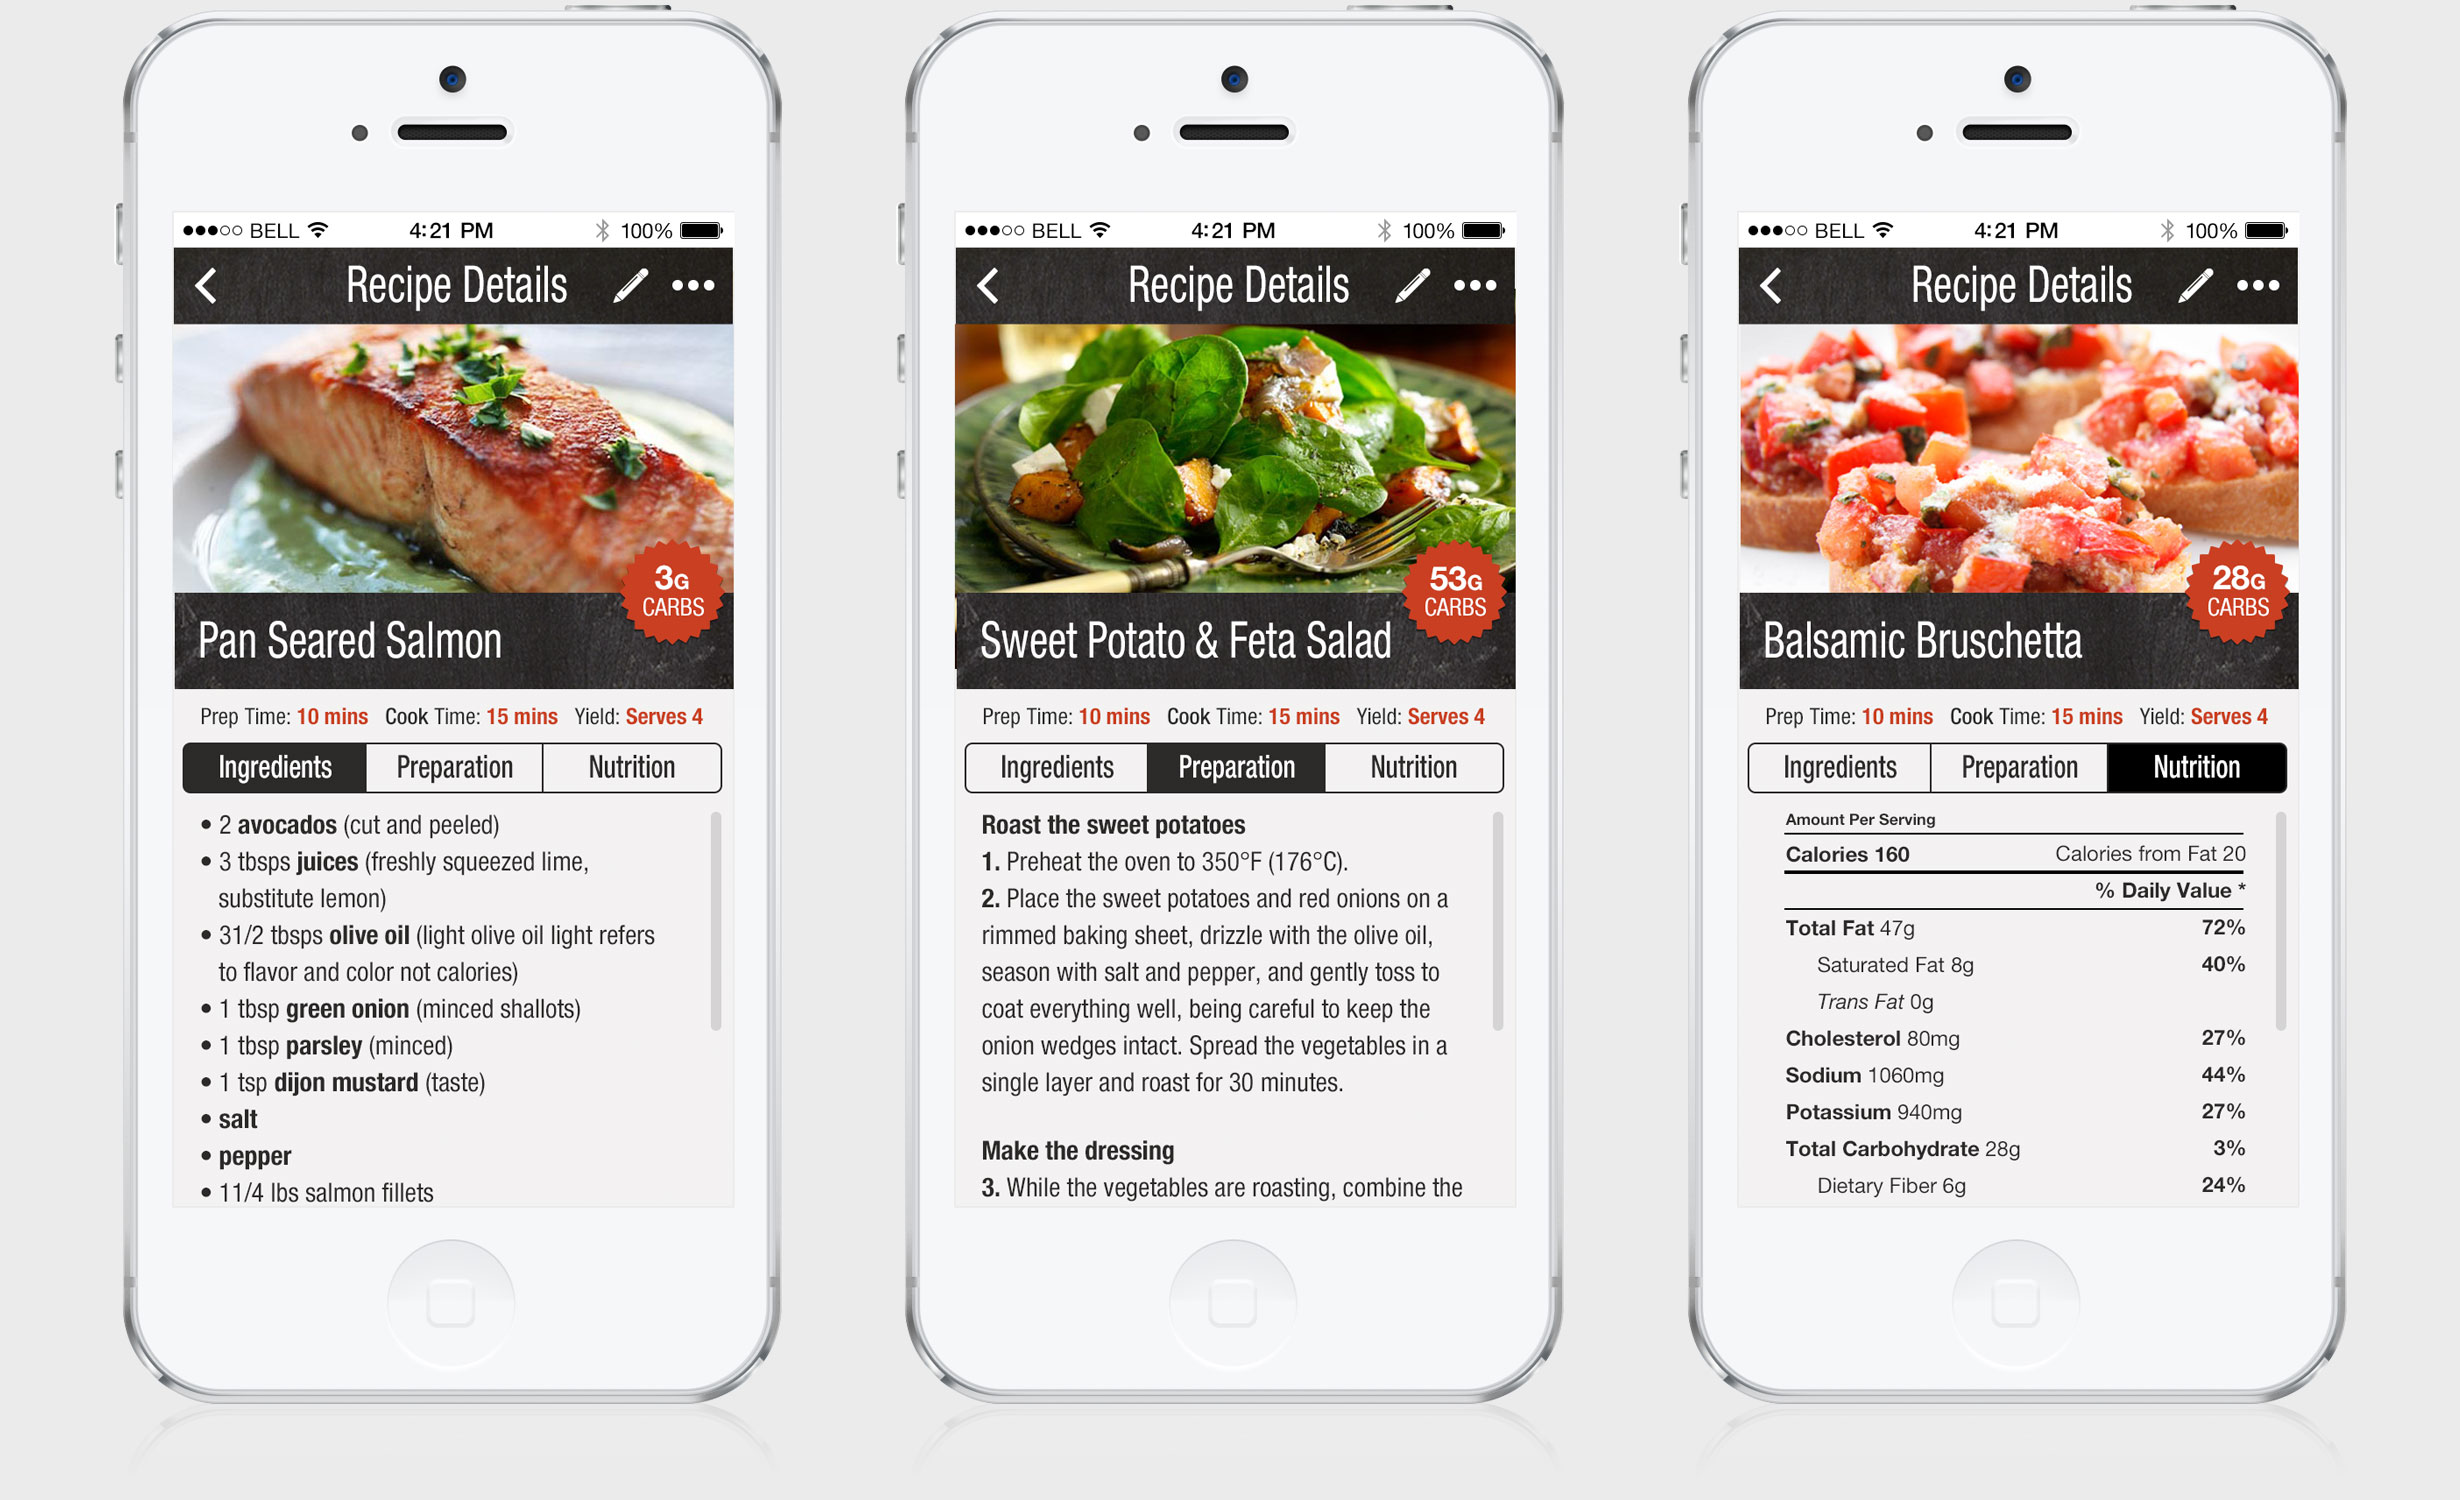 BELL 4:21 PM 100%
Recipe Details
3G
CARBS
Pan Seared Salmon
Prep Time: 10 mins Cook Time: 15 mins Yield: Serves 4
Ingredients Preparation Nutrition
• 2 avocados (cut and peeled)
• 3 tbsps juices (freshly squeezed lime,
substitute lemon)
• 31/2 tbsps olive oil (light olive oil light refers
to flavor and color not calories)
• 1 tbsp green onion (minced shallots)
• 1 tbsp parsley (minced)
• 1 tsp dijon mustard (taste)
• salt
• pepper
• 11/4 lbs salmon fillets
BELL 4:21 PM 100%
Recipe Details
53G
CARBS
Sweet Potato & Feta Salad
Prep Time: 10 mins Cook Time: 15 mins Yield: Serves 4
Ingredients Preparation Nutrition
Roast the sweet potatoes
1. Preheat the oven to 350°F (176°C).
2. Place the sweet potatoes and red onions on a
rimmed baking sheet, drizzle with the olive oil,
season with salt and pepper, and gently toss to
coat everything well, being careful to keep the
onion wedges intact. Spread the vegetables in a
single layer and roast for 30 minutes.
Make the dressing
3. While the vegetables are roasting, combine the
BELL 4:21 PM 100%
Recipe Details
28G
CARBS
Balsamic Bruschetta
Prep Time: 10 mins Cook Time: 15 mins Yield: Serves 4
Ingredients Preparation Nutrition
Amount Per Serving
Calories 160 Calories from Fat 20
% Daily Value *
Total Fat 47g 72%
Saturated Fat 8g 40%
Trans Fat 0g
Cholesterol 80mg 27%
Sodium 1060mg 44%
Potassium 940mg 27%
Total Carbohydrate 28g 3%
Dietary Fiber 6g 24%